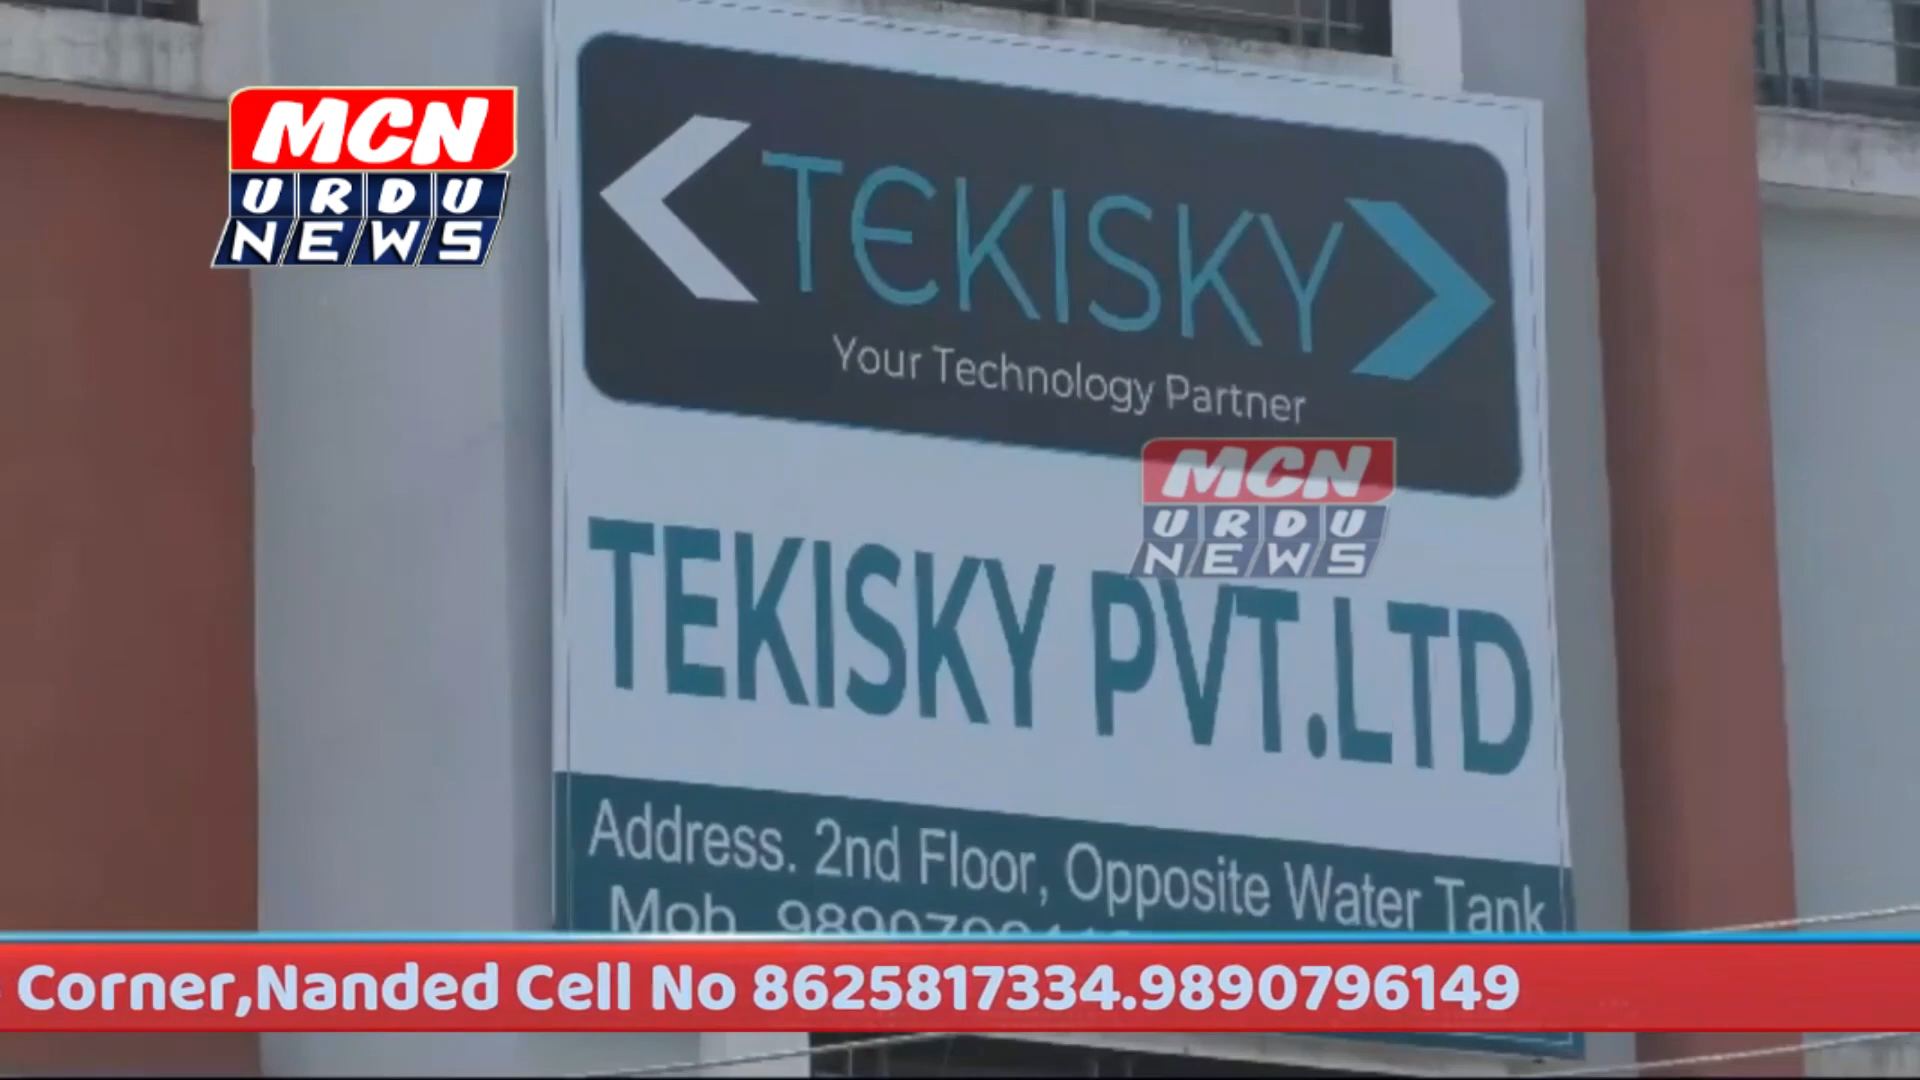 MCN
URDU
NEWS
TEKISKY
Your Technology Partner
MCN
URDU
NEWS
TEKISKY PVT.LTD
Address. 2nd Floor, Opposite Water Tank
Mob.
Corner,Nanded Cell No 8625817334.9890796149